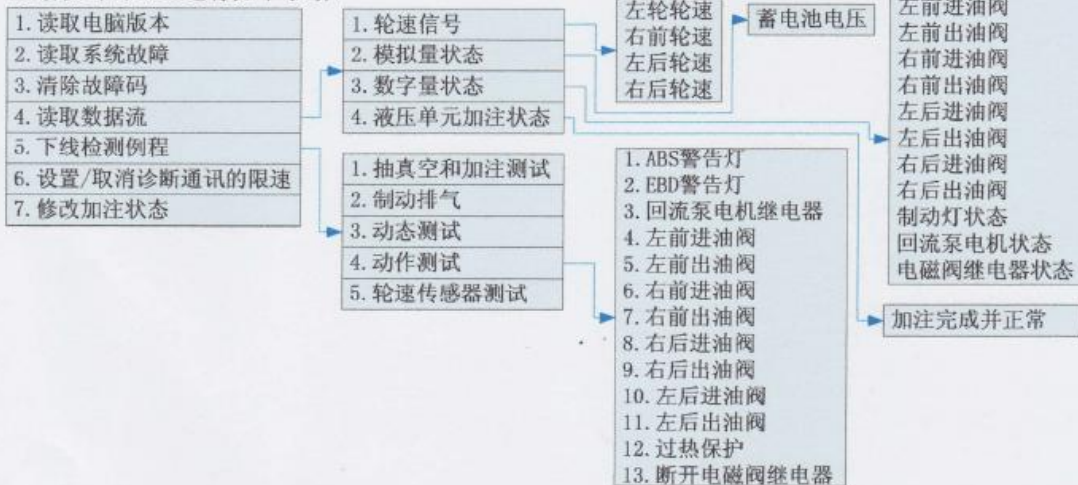 1. 读取电脑版本
2. 读取系统故障
3. 清除故障码
4. 读取数据流
5. 下线检测例程
6. 设置/取消诊断通讯的限速
7. 修改加注状态
1. 轮速信号
2. 模拟量状态
3. 数字量状态
4. 液压单元加注状态
1. 抽真空和加注测试
2. 制动排气
3. 动态测试
4. 动作测试
5. 轮速传感器测试
左轮轮速
右前轮速
左后轮速
右后轮速
蓄电池电压
1. ABS警告灯
2. EBD警告灯
3. 回流泵电机继电器
4. 左前进油阀
5. 左前出油阀
6. 右前进油阀
7. 右前出油阀
8. 右后进油阀
9. 右后出油阀
10. 左后进油阀
11. 左后出油阀
12. 过热保护
13. 断开电磁阀继电器
左前进油阀
左前出油阀
右前进油阀
右前出油阀
左后进油阀
左后出油阀
右后进油阀
右后出油阀
制动灯状态
回流泵电机状态
电磁阀继电器状态
加注完成并正常